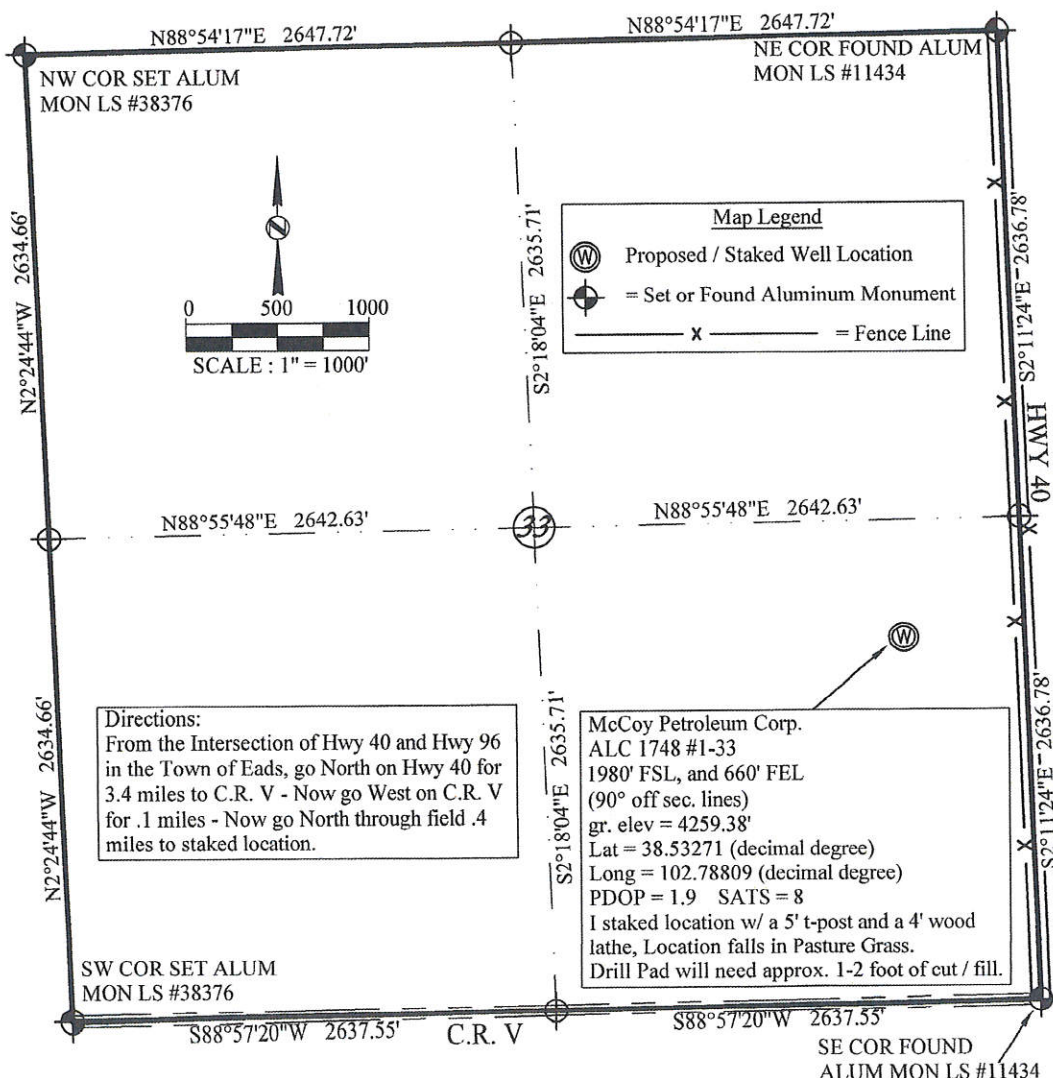 N88°54'17"E 2647.72'
N88°54'17"E 2647.72'
NW COR SET ALUM
MON LS #38376
NE COR FOUND ALUM
MON LS #11434
N2°24'44"W 2634.66'
S2°18'04"E 2635.71'
S2°11'24"E 2636.78'
N
0 500 1000
SCALE : 1" = 1000'
Map Legend
W Proposed / Staked Well Location
= Set or Found Aluminum Monument
X = Fence Line
X
X
HWY 40
N88°55'48"E 2642.63'
33
N88°55'48"E 2642.63'
X
X
X
W
N2°24'44"W 2634.66'
S2°18'04"E 2635.71'
S2°11'24"E 2636.78'
Directions:
From the Intersection of Hwy 40 and Hwy 96
in the Town of Eads, go North on Hwy 40 for
3.4 miles to C.R. V - Now go West on C.R. V
for .1 miles - Now go North through field .4
miles to staked location.
McCoy Petroleum Corp.
ALC 1748 #1-33
1980' FSL, and 660' FEL
(90° off sec. lines)
gr. elev = 4259.38'
Lat = 38.53271 (decimal degree)
Long = 102.78809 (decimal degree)
PDOP = 1.9 SATS = 8
I staked location w/ a 5' t-post and a 4' wood
lathe, Location falls in Pasture Grass.
Drill Pad will need approx. 1-2 foot of cut / fill.
SW COR SET ALUM
MON LS #38376
S88°57'20"W 2637.55'
C.R. V
S88°57'20"W 2637.55'
SE COR FOUND
ALUM MON LS #11434